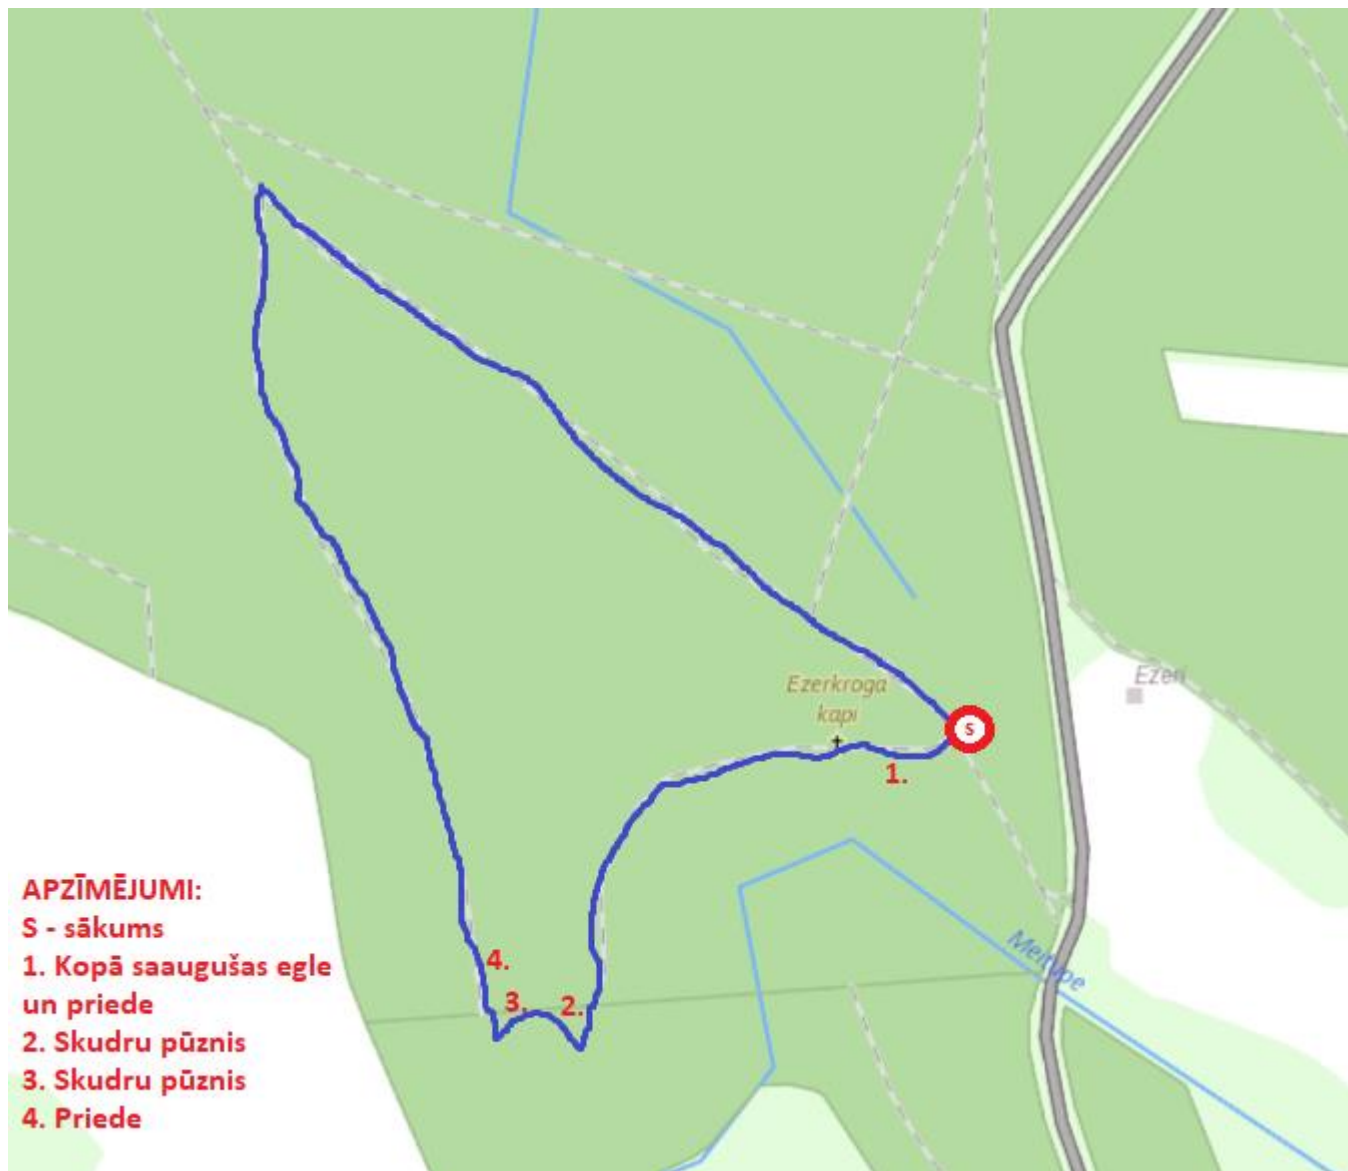 Ezeri
Ezerkroga
kapi
S
1.
Meitupe
4.
3.
2.
APZĪMĒJUMI:
S - sākums
1. Kopā saaugušas egle
un priede
2. Skudru pūznis
3. Skudru pūznis
4. Priede